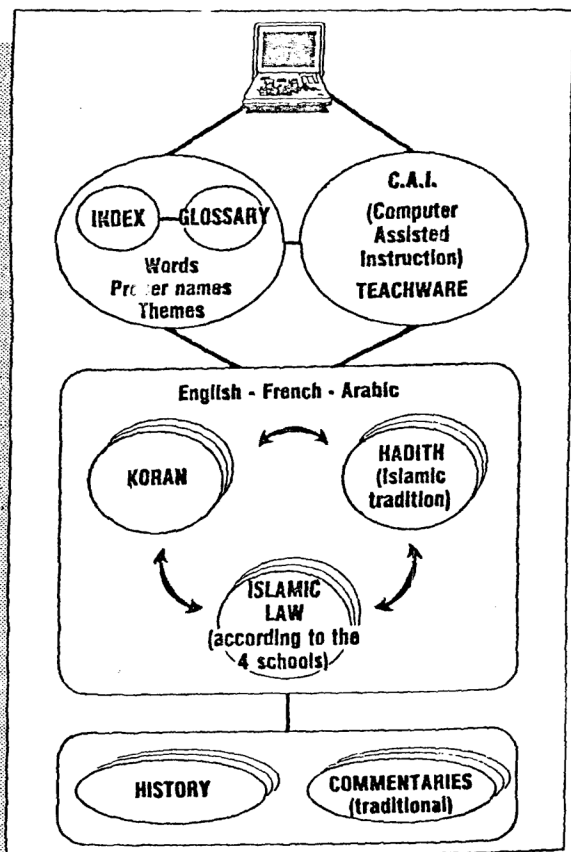 INDEX
GLOSSARY
Words
Proper names
Themes
C.A.I.
(Computer
Assisted
Instruction)
TEACHWARE
English - French - Arabic
KORAN
HADITH
(Islamic
tradition)
ISLAMIC
LAW
(according to the
4 schools)
HISTORY
COMMENTARIES
(traditional)